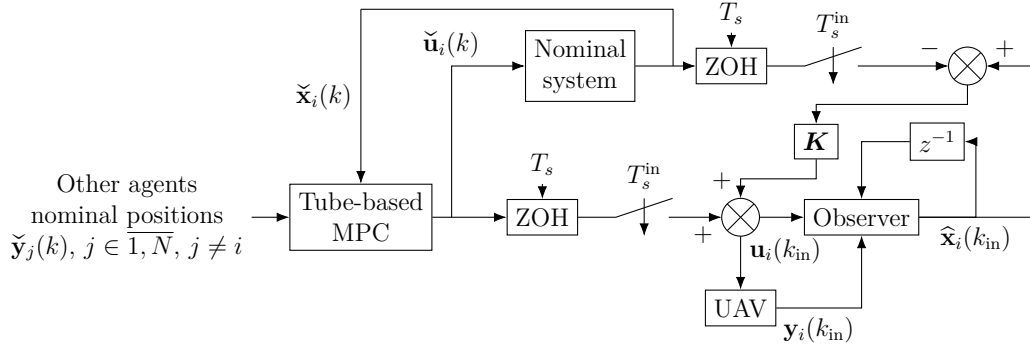 T_s
T_s^in
ŭ_i(k)
Nominal
system
ZOH
−
+
x̆_i(k)
K
z^{-1}
Other agents
nominal positions
y̆_j(k), j ∈ \overline{1, N}, j ≠ i
Tube-based
MPC
T_s
T_s^in
ZOH
+
+
Observer
u_i(k_in)
x̂_i(k_in)
UAV
y_i(k_in)